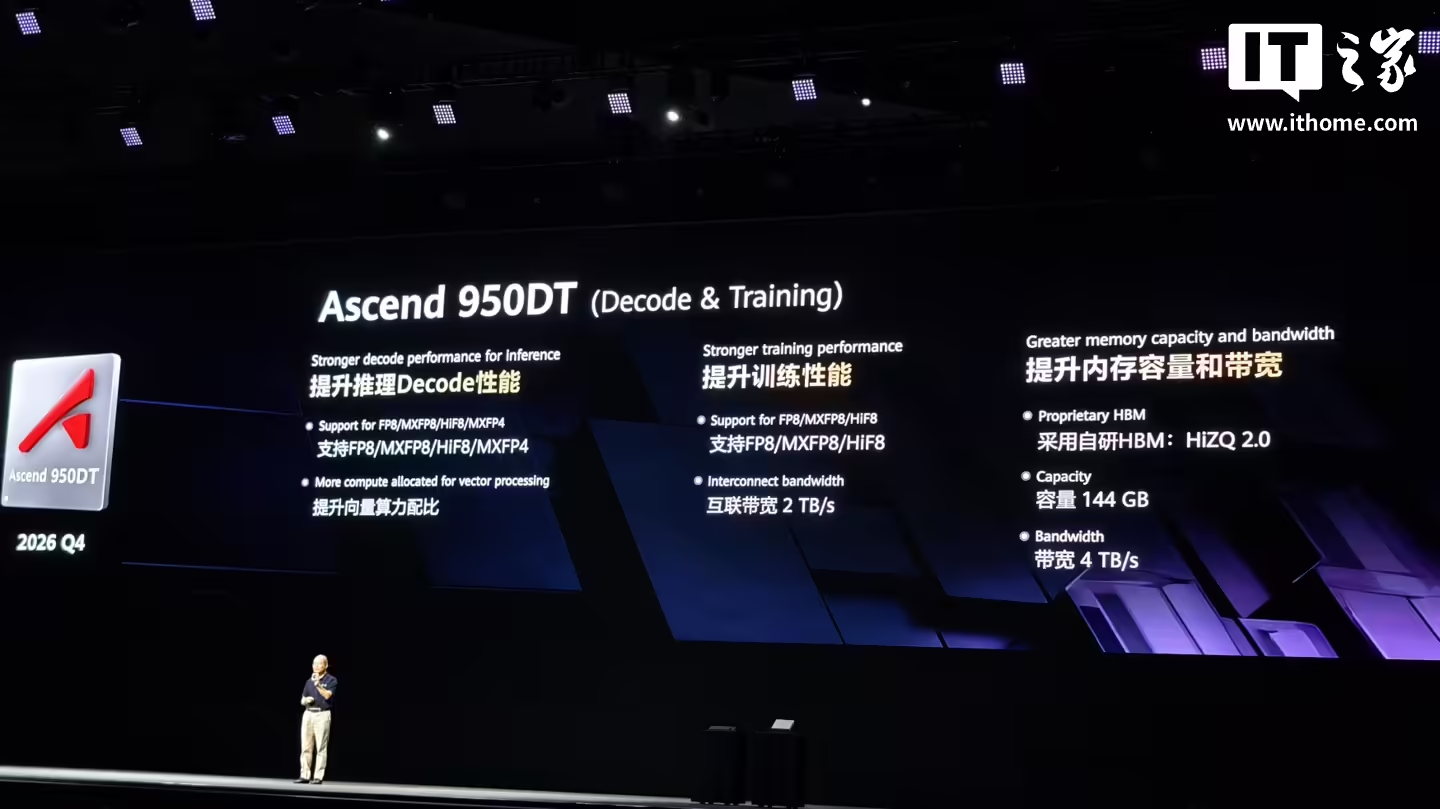 IT之家
www.ithome.com
Ascend 950DT (Decode & Training)
Ascend 950DT
2026 Q4
Stronger decode performance for inference
提升推理Decode性能
Support for FP8/MXFP8/HiF8/MXFP4
支持FP8/MXFP8/HiF8/MXFP4
More compute allocated for vector processing
提升向量算力配比
Stronger training performance
提升训练性能
Support for FP8/MXFP8/HiF8
支持FP8/MXFP8/HiF8
Interconnect bandwidth
互联带宽 2 TB/s
Greater memory capacity and bandwidth
提升内存容量和带宽
Proprietary HBM
采用自研HBM：HiZQ 2.0
Capacity
容量 144 GB
Bandwidth
带宽 4 TB/s